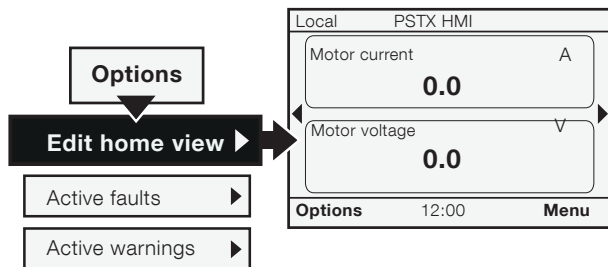 Options
Edit home view
Active faults
Active warnings
Local PSTX HMI
Motor current A
0.0
Motor voltage V
0.0
Options 12:00 Menu